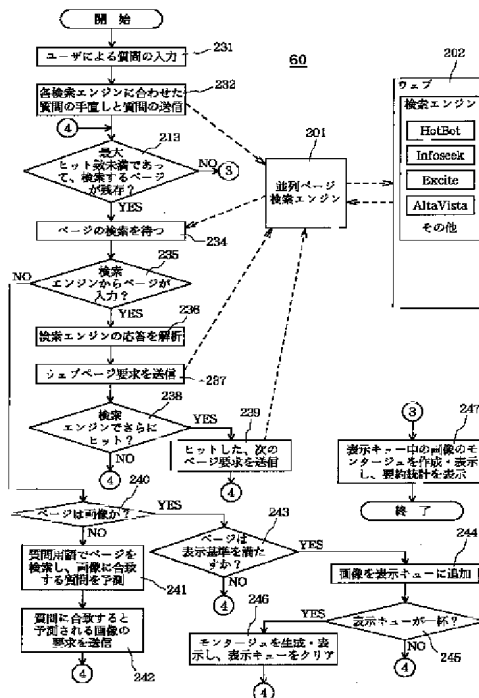 開始
ユーザによる質問の入力
231
各検索エンジンに合わせた
質問の手直しと質問の送信
232
60
4
最大
ヒット数未満であって、検索するページ
が残存?
213
NO
3
YES
ページの検索を待つ
234
検索
エンジンからページが
入力?
235
NO
YES
検索エンジンの応答を解析
236
ウェブページ要求を送信
237
検索
エンジンでさらに
ヒット?
238
YES
NO
4
ヒットした、次の
ページ要求を送信
239
4
201
並列ページ
検索エンジン
202
ウェブ
検索エンジン
HotBot
Infoseek
Excite
AltaVista
その他
ページは画像か?
240
YES
NO
質問用語でページを
検索し、画像に合致
する質問を予測
241
質問に合致すると
予測される画像の
要求を送信
242
4
ページは
表示基準を満た
すか?
243
YES
NO
4
画像を表示キューに追加
244
表示キューが一杯?
245
YES
NO
4
モンタージュを生成・表
示し、表示キューをクリア
246
4
3
表示キュー中の画像のモ
ンタージュを作成・表示
し、要約統計を表示
247
終了